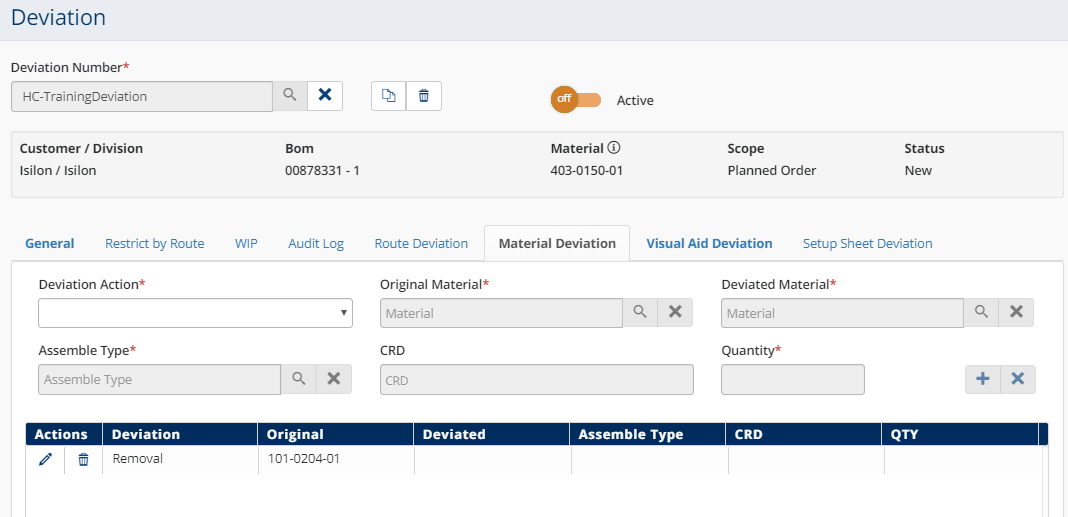 Deviation
Deviation Number*
HC-TrainingDeviation
off Active
Customer / Division Bom Material Scope Status
Isilon / Isilon 00878331 - 1 403-0150-01 Planned Order New
General Restrict by Route WIP Audit Log Route Deviation Material Deviation Visual Aid Deviation Setup Sheet Deviation
Deviation Action* Original Material* Deviated Material*
Material Material
Assemble Type* CRD Quantity*
Assemble Type CRD
Actions Deviation Original Deviated Assemble Type CRD QTY
Removal 101-0204-01